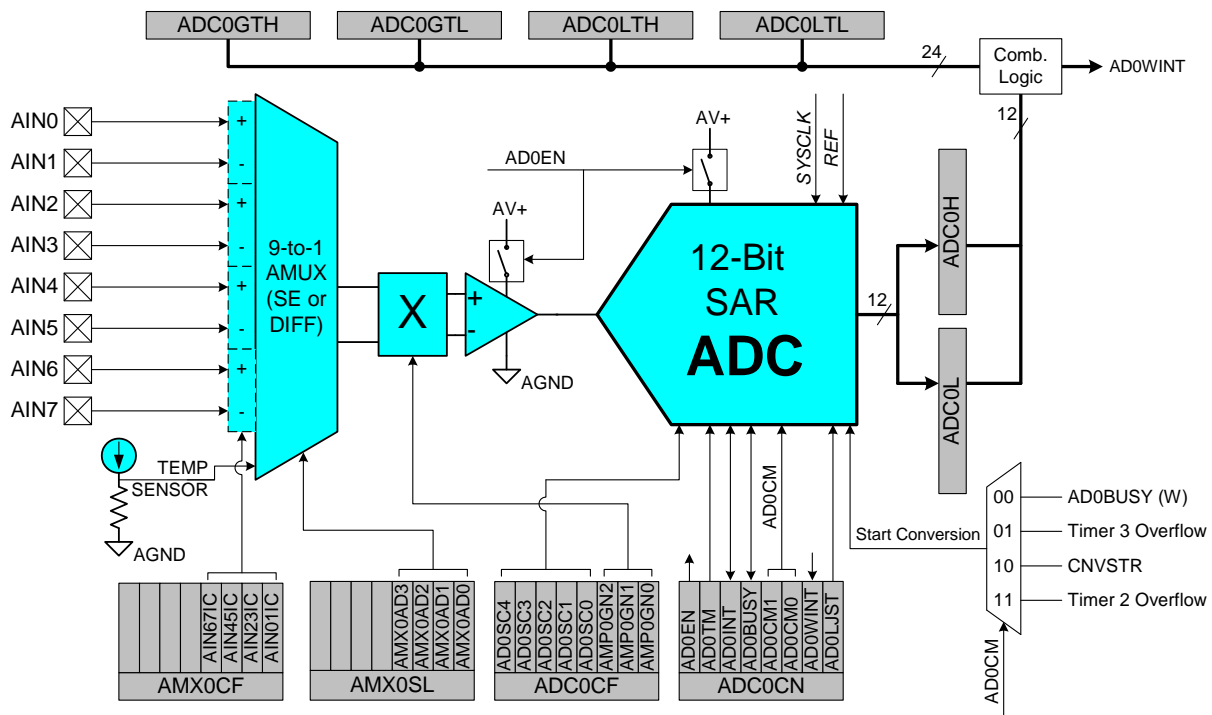 ADC0GTH
ADC0GTL
ADC0LTH
ADC0LTL
24
Comb.
Logic
AD0WINT
12
AIN0
AIN1
AIN2
AIN3
AIN4
AIN5
AIN6
AIN7
+
-
+
-
+
-
+
-
9-to-1
AMUX
(SE or
DIFF)
X
+
-
AV+
AGND
AD0EN
AV+
SYSCLK
REF
12-Bit
SAR
ADC
12
ADC0H
ADC0L
TEMP
SENSOR
AGND
AD0CM
Start Conversion
00
AD0BUSY (W)
01
Timer 3 Overflow
10
CNVSTR
11
Timer 2 Overflow
AD0CM
AIN67IC
AIN45IC
AIN23IC
AIN01IC
AMX0CF
AMX0AD3
AMX0AD2
AMX0AD1
AMX0AD0
AMX0SL
AD0SC4
AD0SC3
AD0SC2
AD0SC1
AD0SC0
AMP0GN2
AMP0GN1
AMP0GN0
ADC0CF
AD0EN
AD0TM
AD0INT
AD0BUSY
AD0CM1
AD0CM0
AD0WINT
AD0LJST
ADC0CN